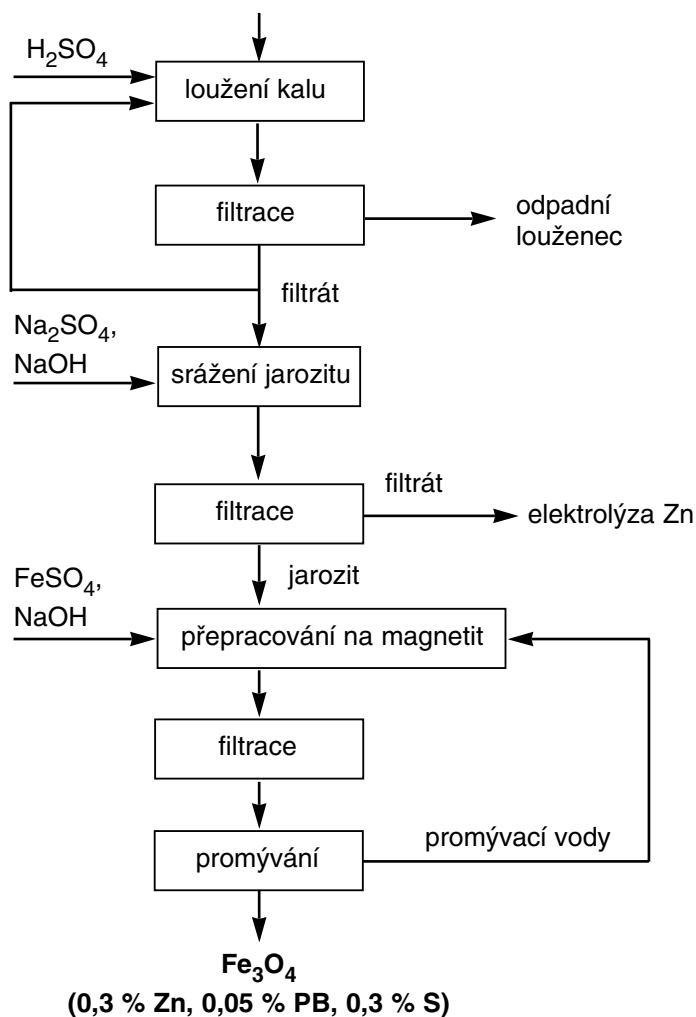 H₂SO₄
loužení kalu
filtrace
odpadní
louženec
filtrát
Na₂SO₄,
NaOH
srážení jarozitu
filtrát
filtrace
elektrolýza Zn
jarozit
FeSO₄,
NaOH
přepracování na magnetit
filtrace
promývací vody
promývání
Fe₃O₄
(0,3 % Zn, 0,05 % PB, 0,3 % S)